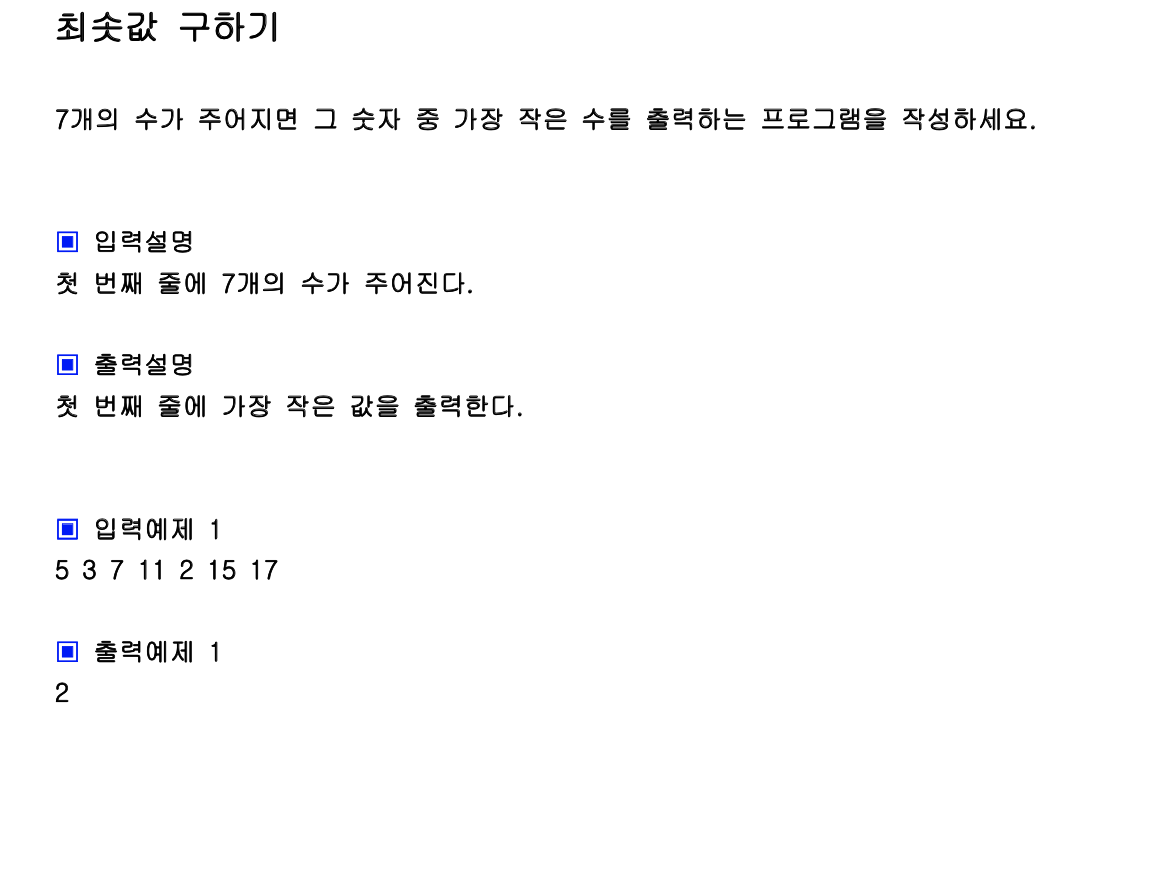 최솟값 구하기
7개의 수가 주어지면 그 숫자 중 가장 작은 수를 출력하는 프로그램을 작성하세요.
▣ 입력설명
첫 번째 줄에 7개의 수가 주어진다.
▣ 출력설명
첫 번째 줄에 가장 작은 값을 출력한다.
▣ 입력예제 1
5 3 7 11 2 15 17
▣ 출력예제 1
2